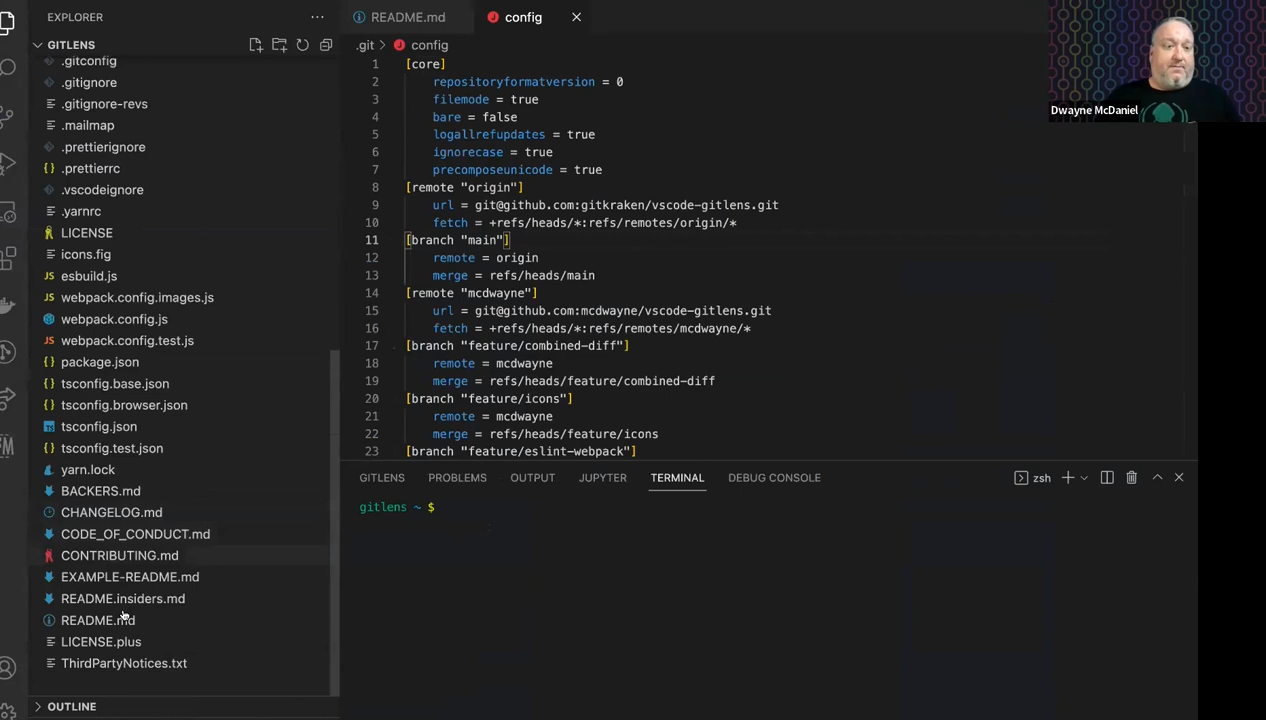 EXPLORER
GITLENS
.gitconfig
.gitignore
.gitignore-revs
.mailmap
.prettierignore
.prettierrc
.vscodeignore
.yarnrc
LICENSE
icons.fig
esbuild.js
webpack.config.images.js
webpack.config.js
webpack.config.test.js
package.json
tsconfig.base.json
tsconfig.browser.json
tsconfig.json
tsconfig.test.json
yarn.lock
BACKERS.md
CHANGELOG.md
CODE_OF_CONDUCT.md
CONTRIBUTING.md
EXAMPLE-README.md
README.insiders.md
README.md
LICENSE.plus
ThirdPartyNotices.txt
OUTLINE
README.md
config
.git > config
1 [core]
2 repositoryformatversion = 0
3 filemode = true
4 bare = false
5 logallrefupdates = true
6 ignorecase = true
7 precomposeunicode = true
8 [remote "origin"]
9 url = git@github.com:gitkraken/vscode-gitlens.git
10 fetch = +refs/heads/*:refs/remotes/origin/*
11 [branch "main"]
12 remote = origin
13 merge = refs/heads/main
14 [remote "mcdwayne"]
15 url = git@github.com:mcdwayne/vscode-gitlens.git
16 fetch = +refs/heads/*:refs/remotes/mcdwayne/*
17 [branch "feature/combined-diff"]
18 remote = mcdwayne
19 merge = refs/heads/feature/combined-diff
20 [branch "feature/icons"]
21 remote = mcdwayne
22 merge = refs/heads/feature/icons
23 [branch "feature/eslint-webpack"]
GITLENS PROBLEMS OUTPUT JUPYTER TERMINAL DEBUG CONSOLE zsh
gitlens ~ $
Dwayne McDaniel